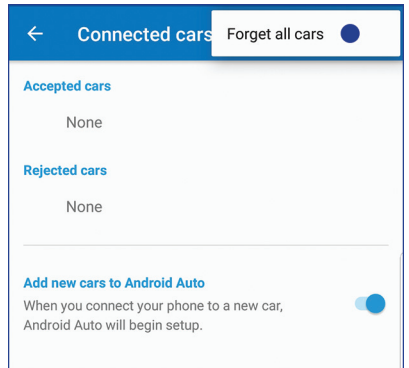 Connected cars
Forget all cars
Accepted cars
None
Rejected cars
None
Add new cars to Android Auto
When you connect your phone to a new car,
Android Auto will begin setup.